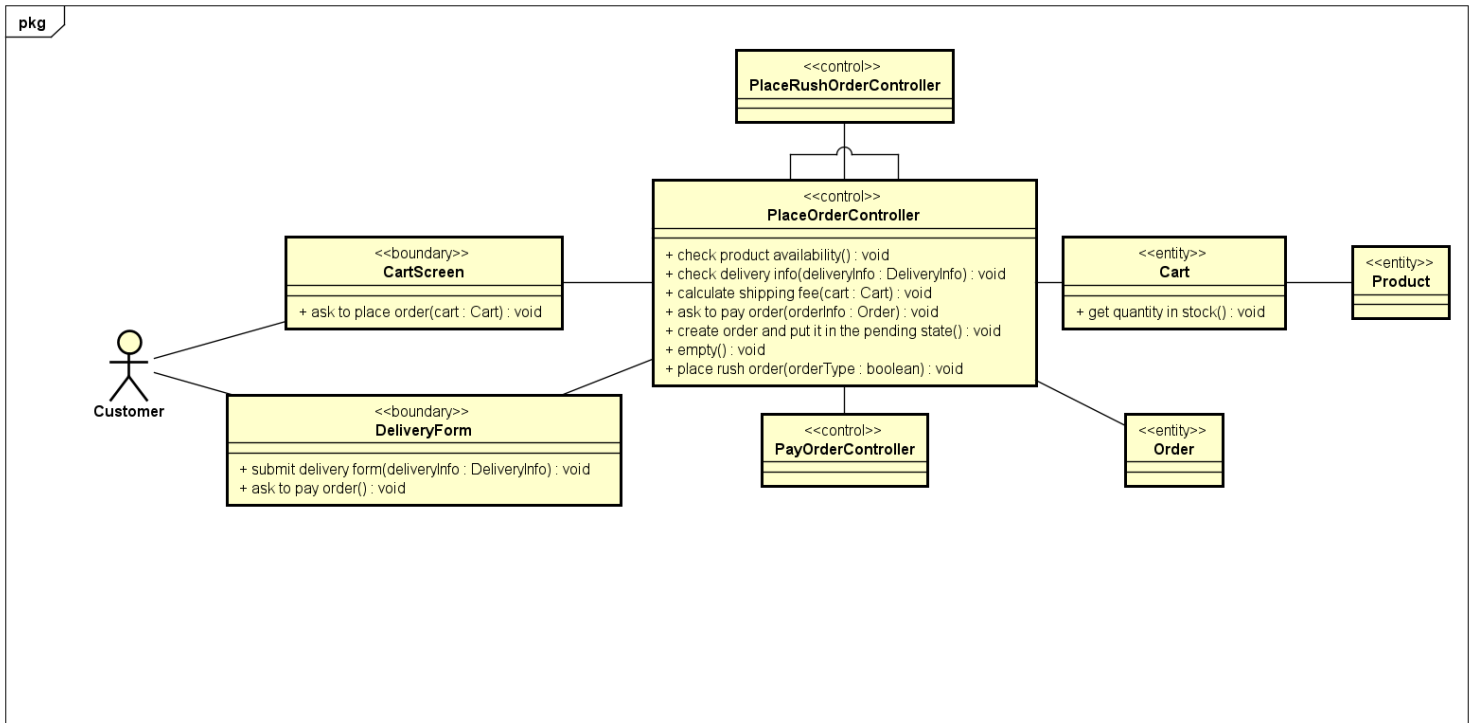 pkg
<<control>>
PlaceRushOrderController
<<control>>
PlaceOrderController
+ check product availability() : void
+ check delivery info(deliveryInfo : DeliveryInfo) : void
+ calculate shipping fee(cart : Cart) : void
+ ask to pay order(orderInfo : Order) : void
+ create order and put it in the pending state() : void
+ empty() : void
+ place rush order(orderType : boolean) : void
<<boundary>>
CartScreen
+ ask to place order(cart : Cart) : void
<<entity>>
Cart
+ get quantity in stock() : void
<<entity>>
Product
Customer
<<boundary>>
DeliveryForm
+ submit delivery form(deliveryInfo : DeliveryInfo) : void
+ ask to pay order() : void
<<control>>
PayOrderController
<<entity>>
Order